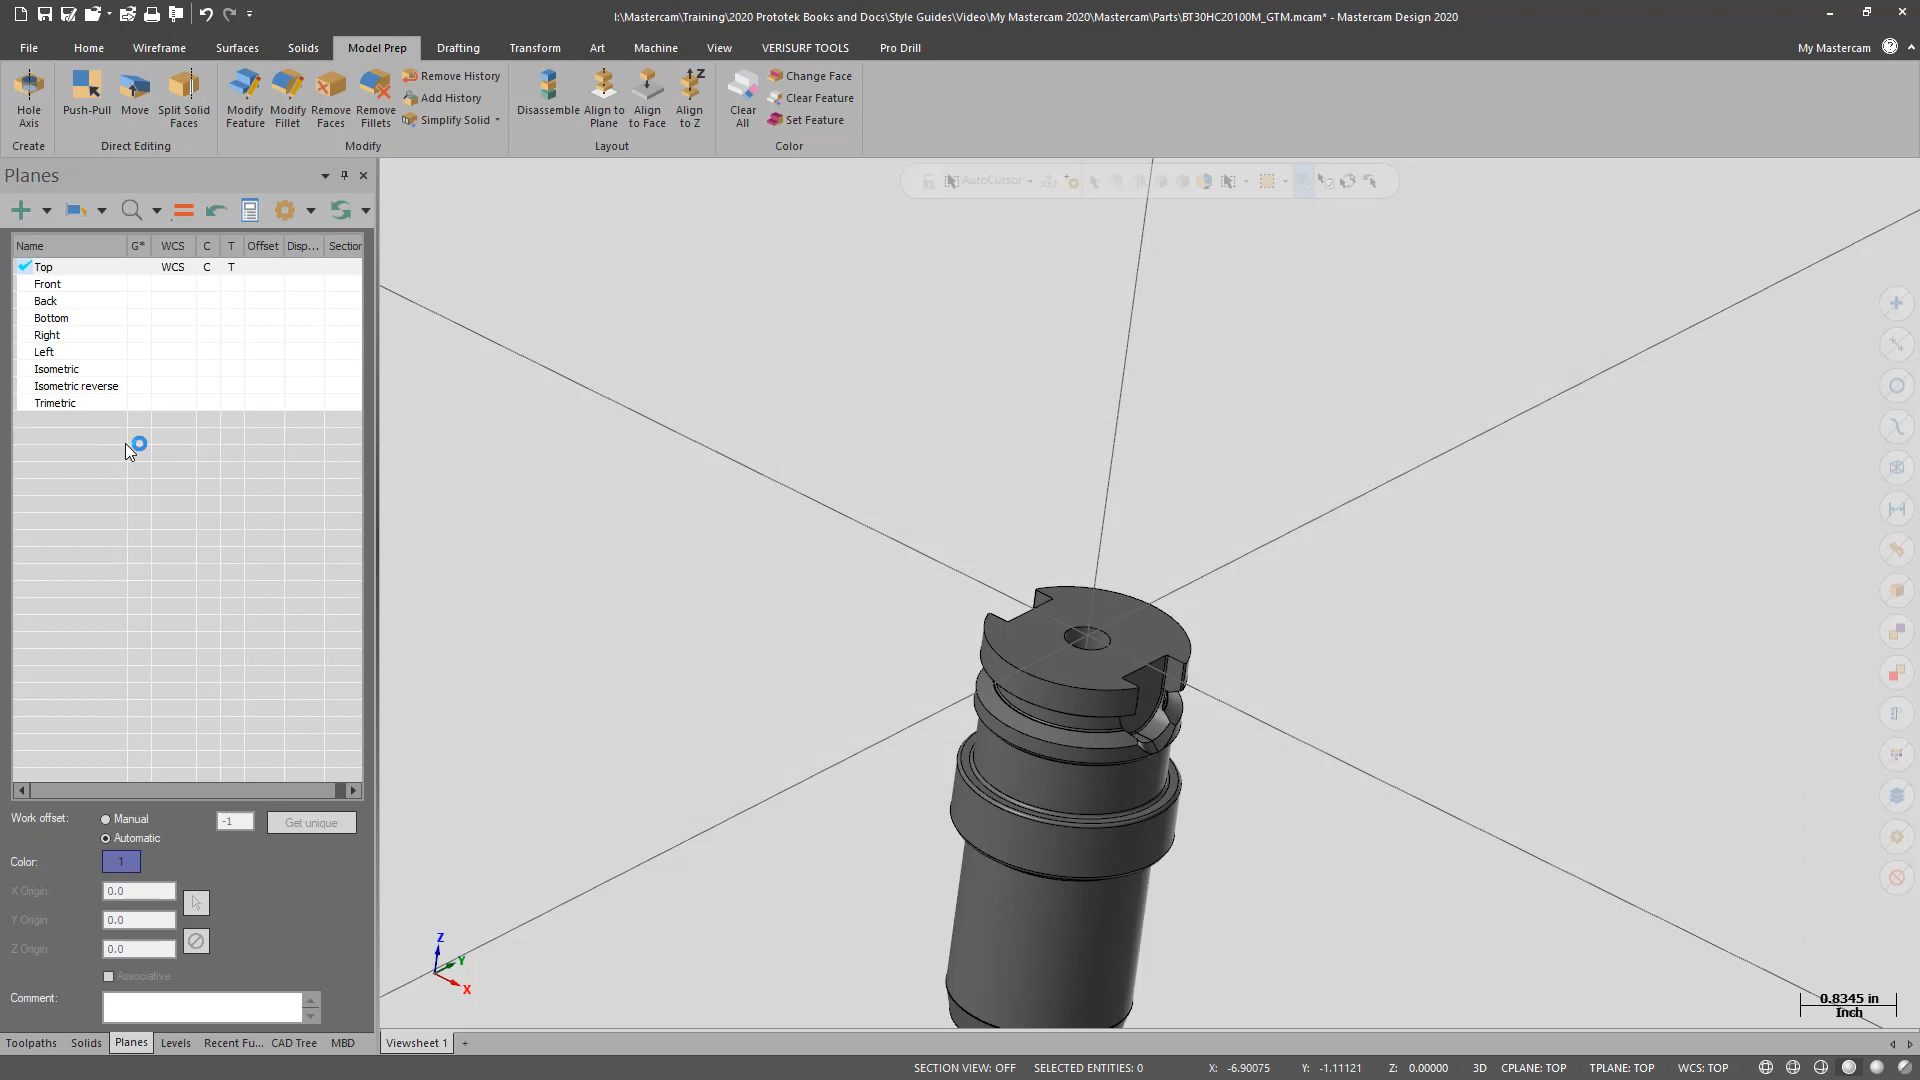 I:\Mastercam\Training\2020 Prototek Books and Docs\Style Guides\Video\My Mastercam 2020\Mastercam\Parts\BT30HC20100M_GTM.mcam* - Mastercam Design 2020
File Home Wireframe Surfaces Solids Model Prep Drafting Transform Art Machine View VERISURF TOOLS Pro Drill My Mastercam
Hole Axis
Push-Pull
Move
Split Solid Faces
Modify Feature
Modify Fillet
Remove Faces
Remove Fillets
Remove History
Add History
Simplify Solid
Disassemble
Align to Plane
Align to Face
Align to Z
Clear All
Change Face
Clear Feature
Set Feature
Create Direct Editing Modify Layout Color
Planes
AutoCursor
Name G* WCS C T Offset Disp... Section
Top WCS C T
Front
Back
Bottom
Right
Left
Isometric
Isometric reverse
Trimetric
Work offset: Manual -1 Get unique
Automatic
Color: 1
X Origin: 0.0
Y Origin: 0.0
Z Origin: 0.0
Associative
Comment:
Z
Y
X
0.8345 in
Inch
Toolpaths Solids Planes Levels Recent Fu... CAD Tree MBD Viewsheet 1 +
SECTION VIEW: OFF SELECTED ENTITIES: 0 X: -6.90075 Y: -1.11121 Z: 0.00000 3D CPLANE: TOP TPLANE: TOP WCS: TOP